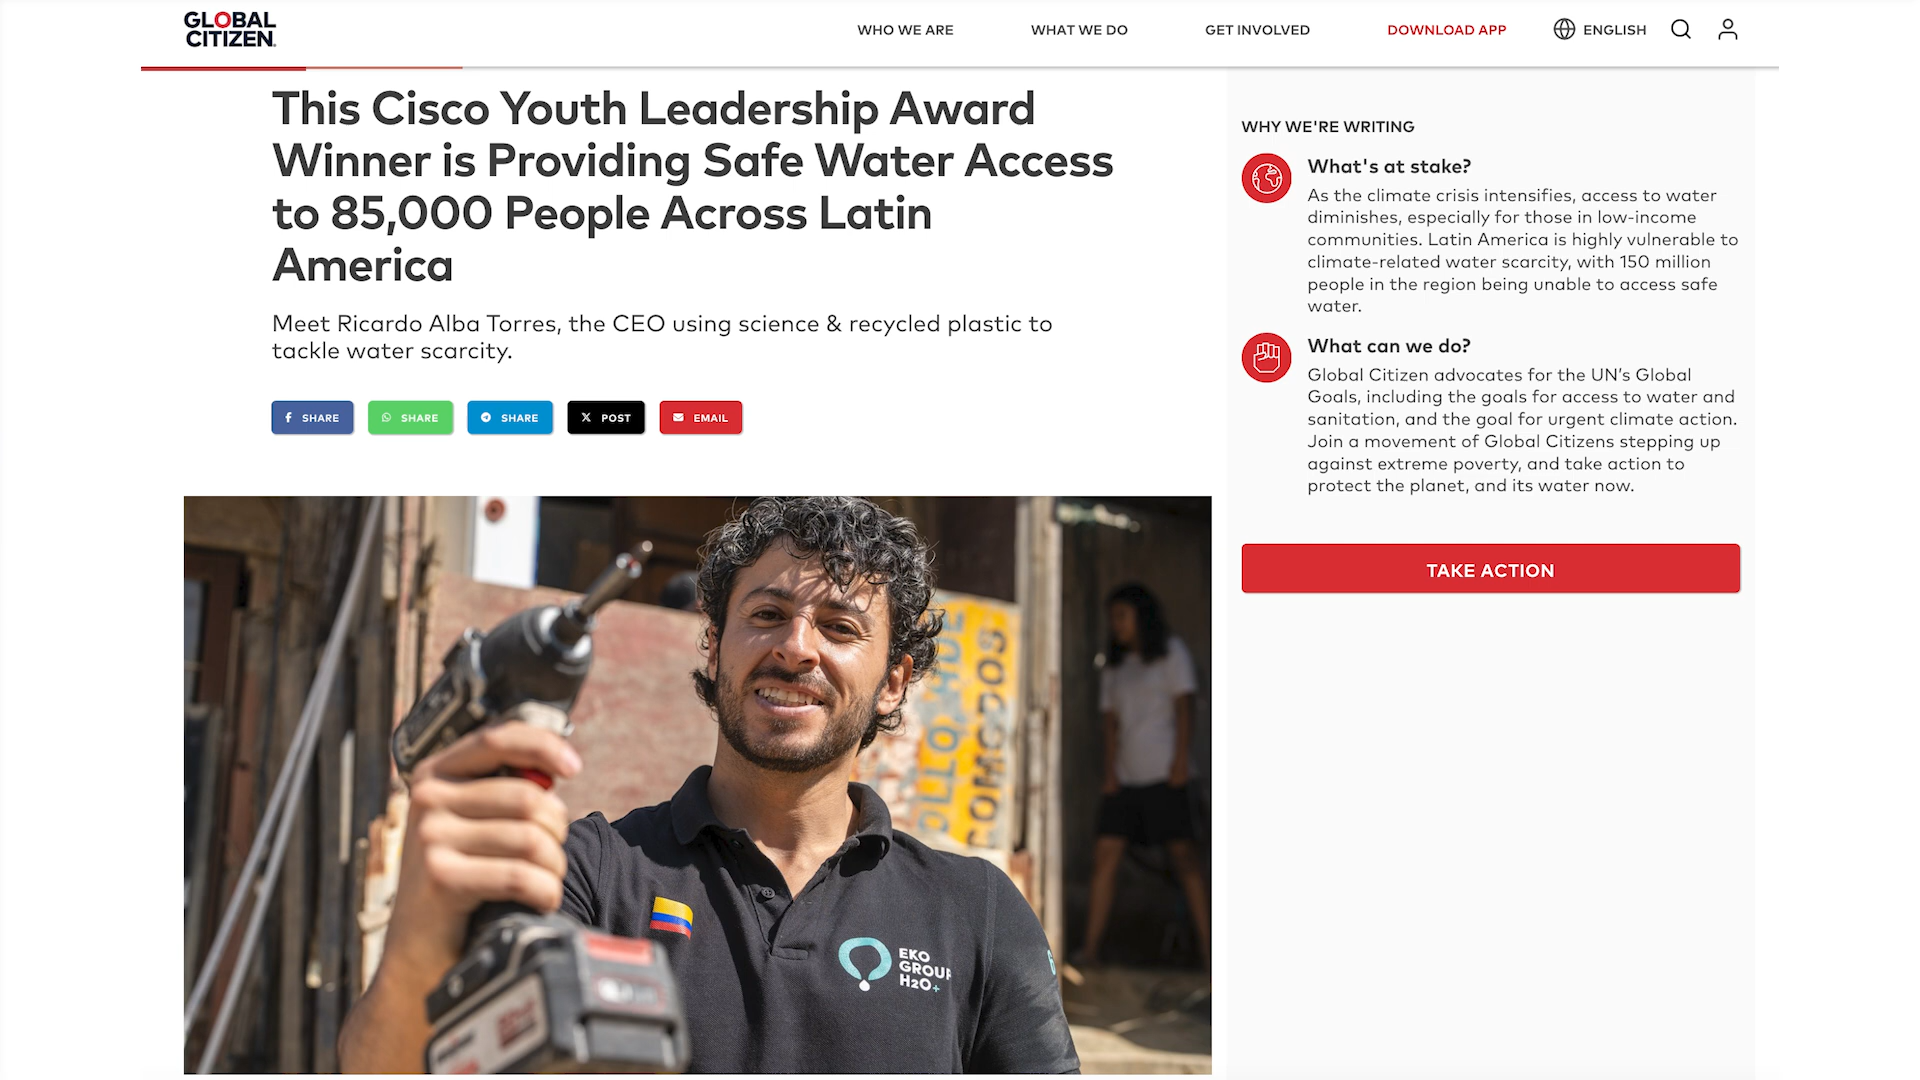 GLOBAL
CITIZEN
WHO WE ARE
WHAT WE DO
GET INVOLVED
DOWNLOAD APP
ENGLISH
This Cisco Youth Leadership Award
Winner is Providing Safe Water Access
to 85,000 People Across Latin
America
Meet Ricardo Alba Torres, the CEO using science & recycled plastic to
tackle water scarcity.
SHARE
SHARE
SHARE
POST
EMAIL
WHY WE'RE WRITING
What's at stake?
As the climate crisis intensifies, access to water
diminishes, especially for those in low-income
communities. Latin America is highly vulnerable to
climate-related water scarcity, with 150 million
people in the region being unable to access safe
water.
What can we do?
Global Citizen advocates for the UN’s Global
Goals, including the goals for access to water and
sanitation, and the goal for urgent climate action.
Join a movement of Global Citizens stepping up
against extreme poverty, and take action to
protect the planet, and its water now.
TAKE ACTION
EKO
GROUP
H2O+